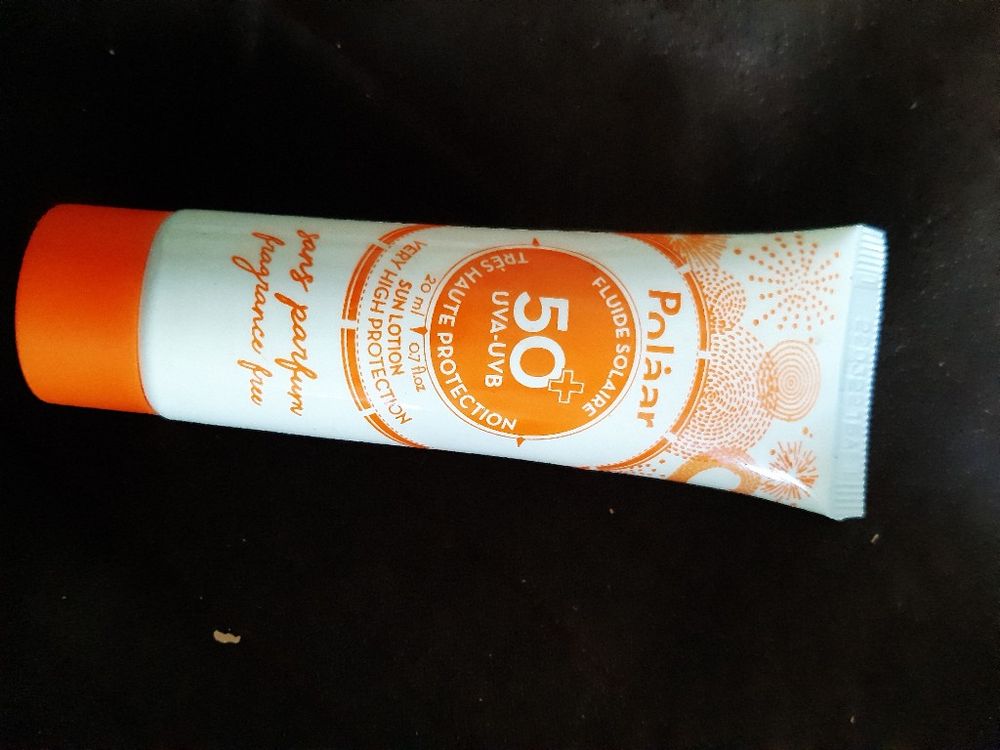 Polåar
FLUIDE SOLAIRE
50+
UVA-UVB
TRÈS HAUTE PROTECTION
20 ml 0.7 fl.oz
SUN LOTION
VERY HIGH PROTECTION
sans parfum
fragrance free